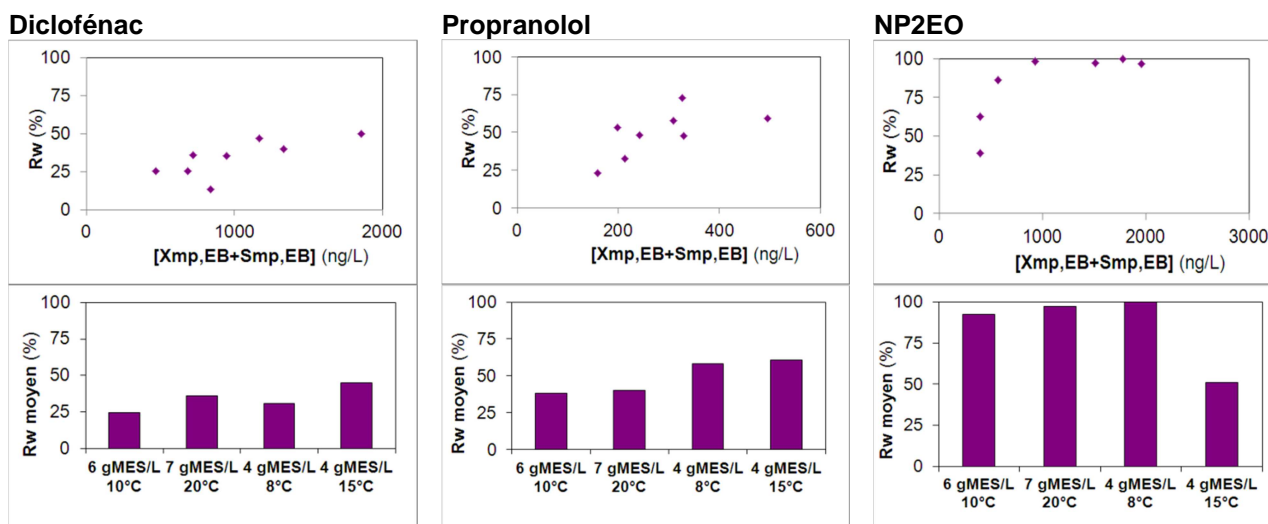 Diclofénac
100
75
50
25
0
Rw (%)
0 1000 2000
[Xmp,EB+Smp,EB] (ng/L)
100
75
50
25
0
Rw moyen (%)
6 gMES/L 7 gMES/L 4 gMES/L 4 gMES/L
10°C 20°C 8°C 15°C
Propranolol
100
75
50
25
0
Rw (%)
0 200 400 600
[Xmp,EB+Smp,EB] (ng/L)
100
75
50
25
0
Rw moyen (%)
6 gMES/L 7 gMES/L 4 gMES/L 4 gMES/L
10°C 20°C 8°C 15°C
NP2EO
100
75
50
25
0
Rw (%)
0 1000 2000 3000
[Xmp,EB+Smp,EB] (ng/L)
100
75
50
25
0
Rw moyen (%)
6 gMES/L 7 gMES/L 4 gMES/L 4 gMES/L
10°C 20°C 8°C 15°C